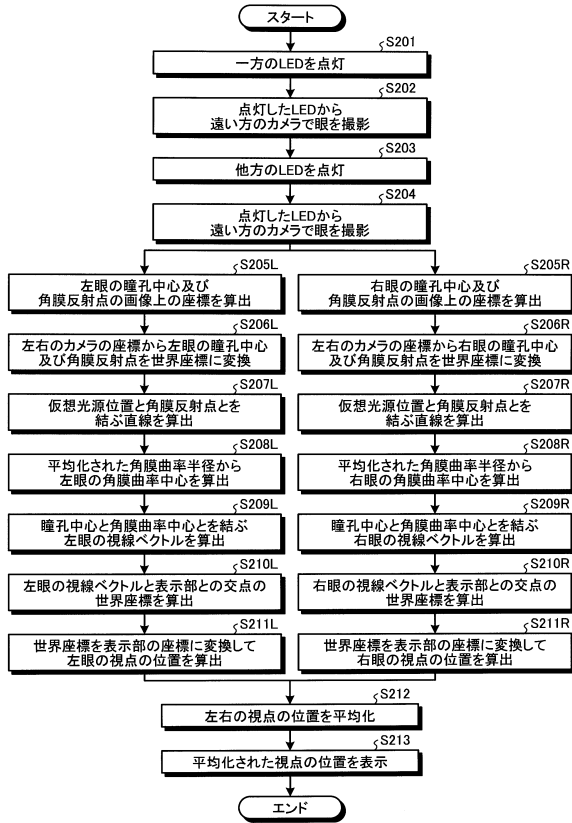 スタート
S201
一方のLEDを点灯
S202
点灯したLEDから
遠い方のカメラで眼を撮影
S203
他方のLEDを点灯
S204
点灯したLEDから
遠い方のカメラで眼を撮影
S205L
左眼の瞳孔中心及び
角膜反射点の画像上の座標を算出
S206L
左右のカメラの座標から左眼の瞳孔中心
及び角膜反射点を世界座標に変換
S207L
仮想光源位置と角膜反射点とを
結ぶ直線を算出
S208L
平均化された角膜曲率半径から
左眼の角膜曲率中心を算出
S209L
瞳孔中心と角膜曲率中心とを結ぶ
左眼の視線ベクトルを算出
S210L
左眼の視線ベクトルと表示部との交点の
世界座標を算出
S211L
世界座標を表示部の座標に変換して
左眼の視点の位置を算出
S205R
右眼の瞳孔中心及び
角膜反射点の画像上の座標を算出
S206R
左右のカメラの座標から右眼の瞳孔中心
及び角膜反射点を世界座標に変換
S207R
仮想光源位置と角膜反射点とを
結ぶ直線を算出
S208R
平均化された角膜曲率半径から
右眼の角膜曲率中心を算出
S209R
瞳孔中心と角膜曲率中心とを結ぶ
右眼の視線ベクトルを算出
S210R
右眼の視線ベクトルと表示部との交点の
世界座標を算出
S211R
世界座標を表示部の座標に変換して
右眼の視点の位置を算出
S212
左右の視点の位置を平均化
S213
平均化された視点の位置を表示
エンド